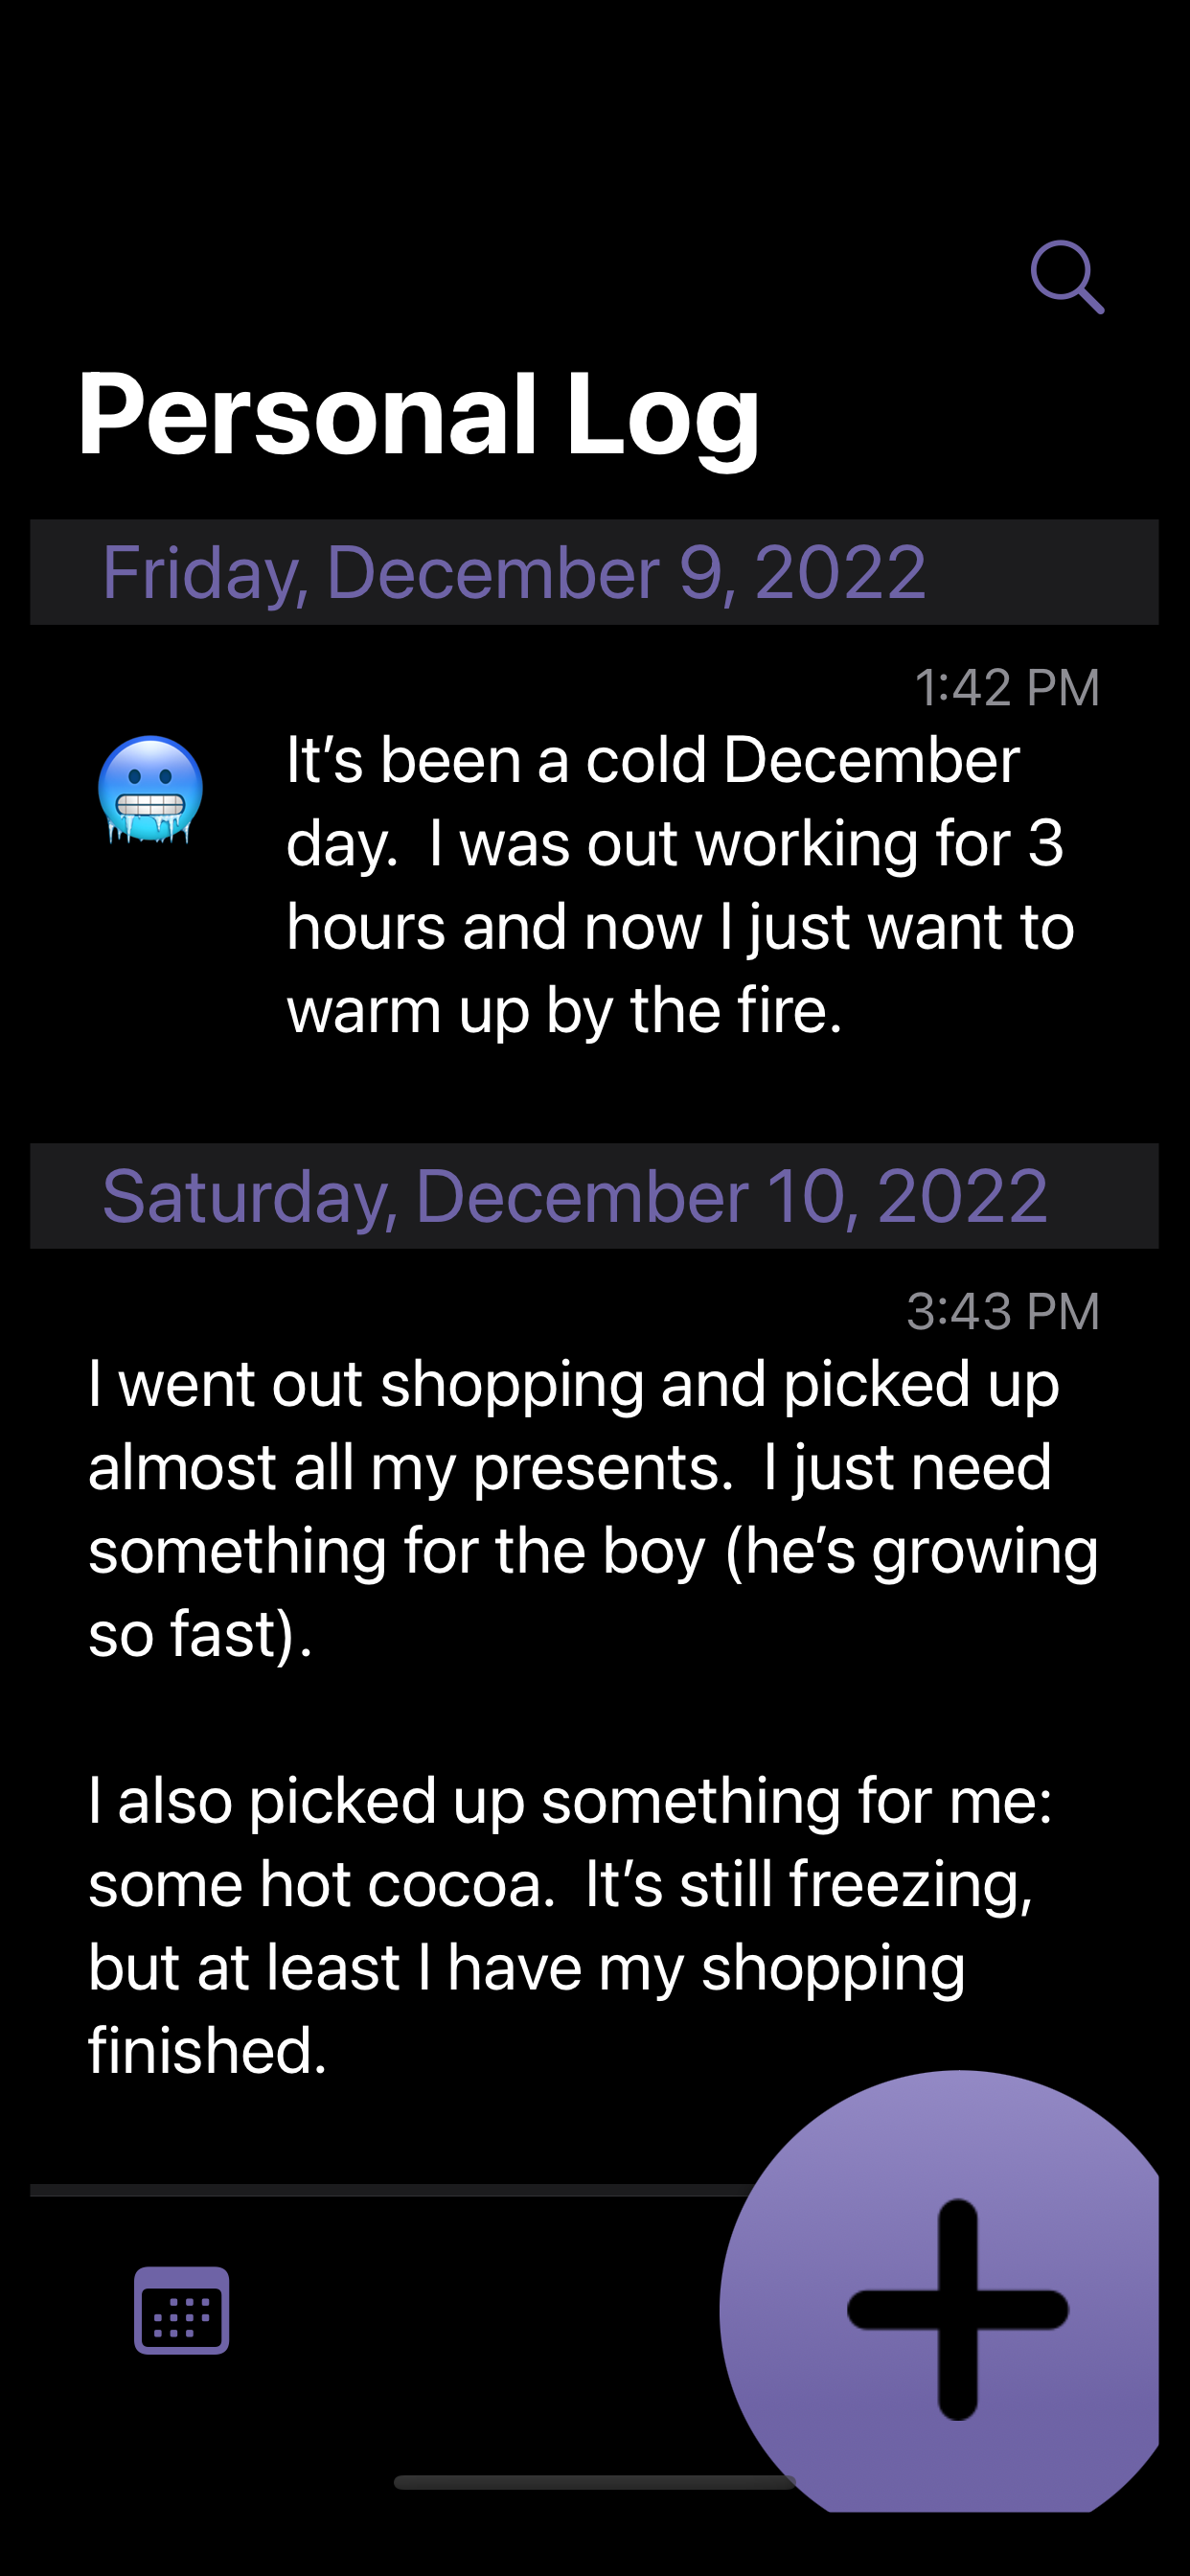 Personal Log
Friday, December 9, 2022
1:42 PM
It’s been a cold December
day.  I was out working for 3
hours and now I just want to
warm up by the fire.
Saturday, December 10, 2022
3:43 PM
I went out shopping and picked up
almost all my presents.  I just need
something for the boy (he’s growing
so fast).
I also picked up something for me:
some hot cocoa.  It’s still freezing,
but at least I have my shopping
finished.